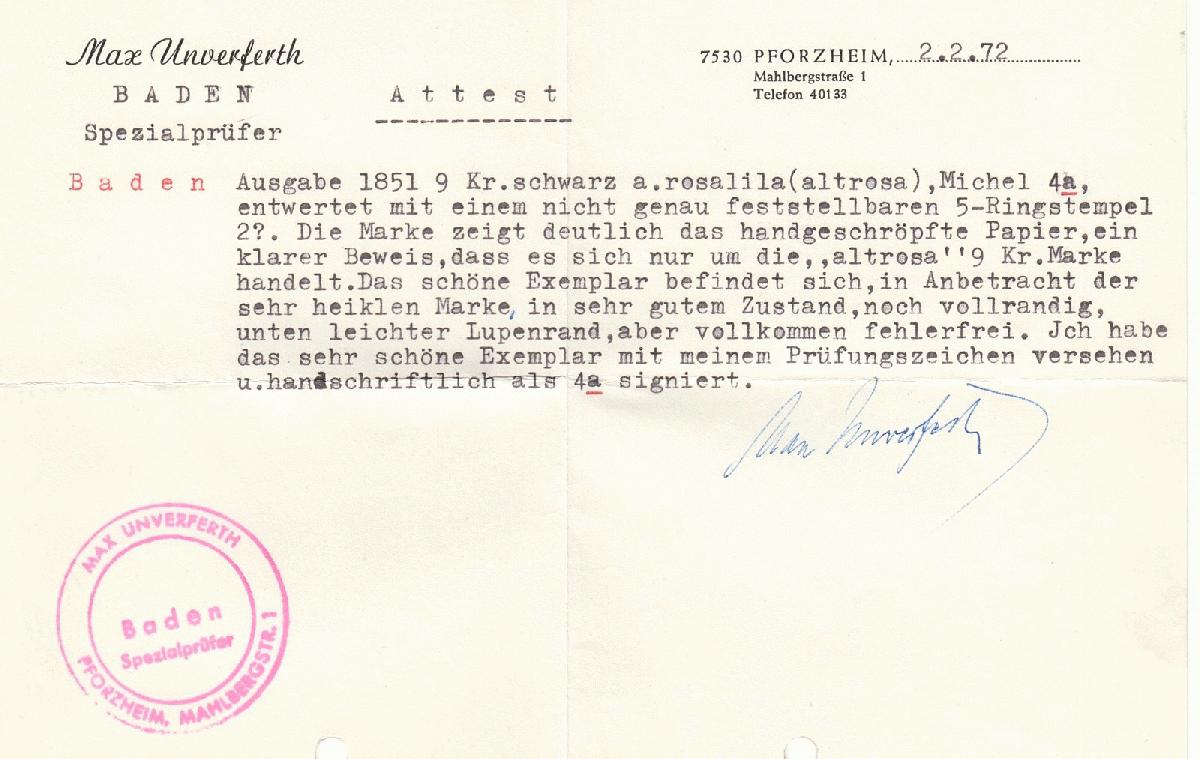 Max Unverferth
7530 PFORZHEIM, 2.2.72
Mahlbergstraße 1
Telefon 40133
BADEN
Attest
Spezialprüfer
Baden
Ausgabe 1851 9 Kr.schwarz a.rosalila(altrosa),Michel 4a,
entwertet mit einem nicht genau feststellbaren 5-Ringstempel
2?. Die Marke zeigt deutlich das handgeschröpfte Papier,ein
klarer Beweis,dass es sich nur um die,,altrosa''9 Kr.Marke
handelt.Das schöne Exemplar befindet sich,in Anbetracht der
sehr heiklen Marke, in sehr gutem Zustand,noch vollrandig,
unten leichter Lupenrand,aber vollkommen fehlerfrei. Jch habe
das sehr schöne Exemplar mit meinem Prüfungszeichen versehen
u.handschriftlich als 4a signiert.
Max Unverferth
MAX UNVERFERTH
Baden
Spezialprüfer
PFORZHEIM, MAHLBERGSTR. 1